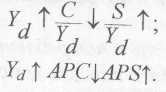 Y_d ↑ C/Y_d ↓ S/Y_d ↑,
Y_d ↑ APC↓APS↑.